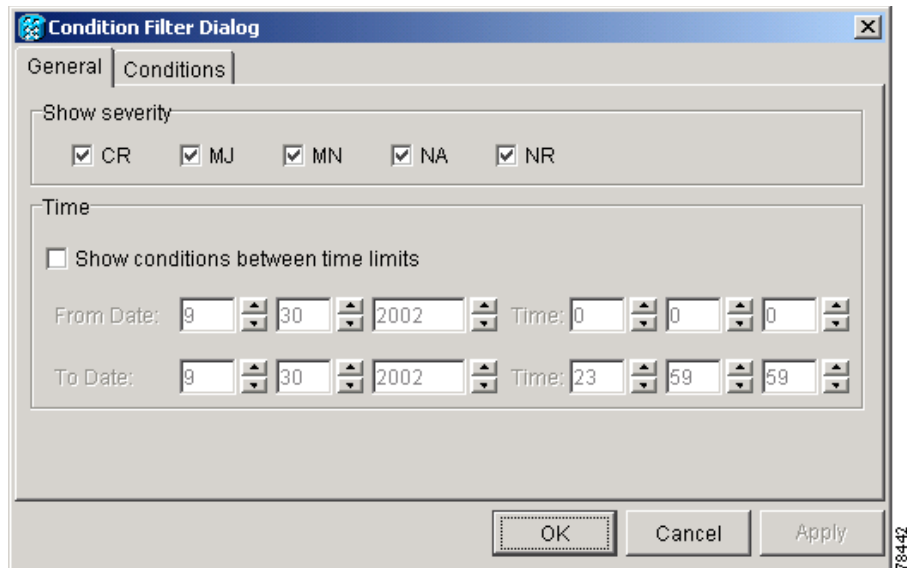 Condition Filter Dialog
General Conditions
Show severity
CR MJ MN NA NR
Time
Show conditions between time limits
From Date: 9 30 2002 Time: 0 0 0
To Date: 9 30 2002 Time: 23 59 59
OK Cancel Apply
78442